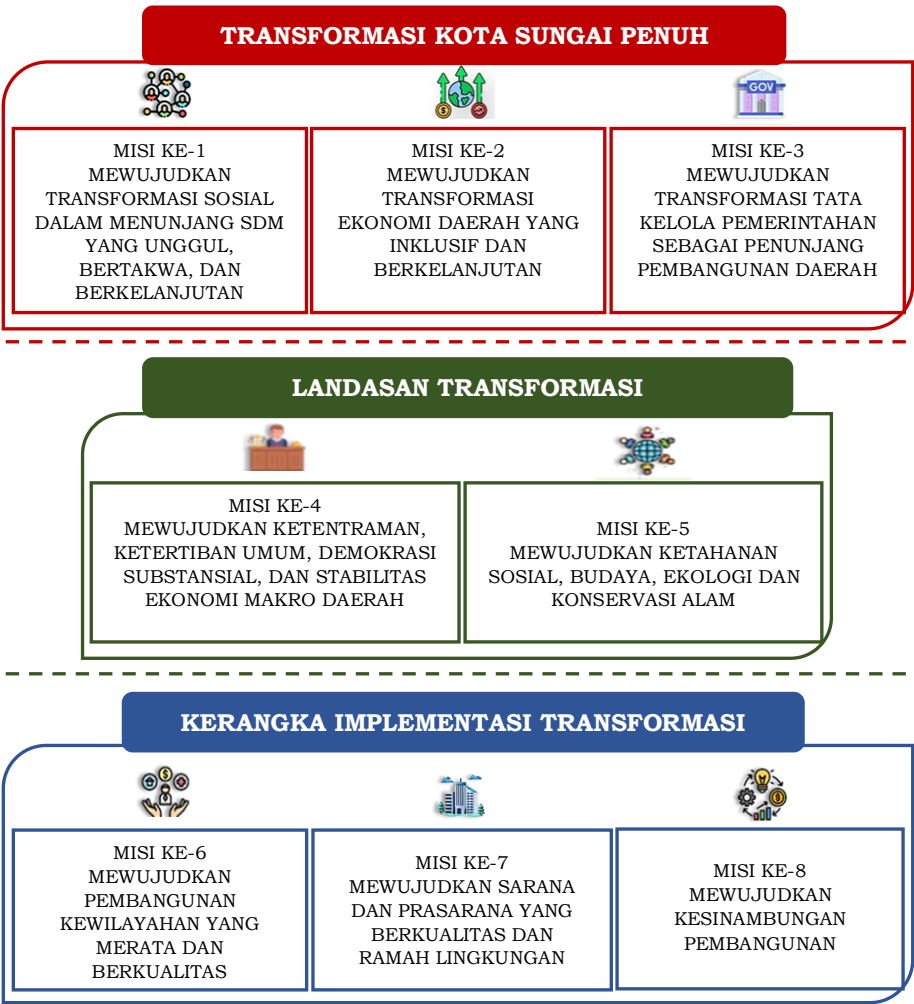 TRANSFORMASI KOTA SUNGAI PENUH
GOV
MISI KE-1
MEWUJUDKAN
TRANSFORMASI SOSIAL
DALAM MENUNJANG SDM
YANG UNGGUL,
BERTAKWA, DAN
BERKELANJUTAN
MISI KE-2
MEWUJUDKAN
TRANSFORMASI
EKONOMI DAERAH YANG
INKLUSIF DAN
BERKELANJUTAN
MISI KE-3
MEWUJUDKAN
TRANSFORMASI TATA
KELOLA PEMERINTAHAN
SEBAGAI PENUNJANG
PEMBANGUNAN DAERAH
LANDASAN TRANSFORMASI
MISI KE-4
MEWUJUDKAN KETENTRAMAN,
KETERTIBAN UMUM, DEMOKRASI
SUBSTANSIAL, DAN STABILITAS
EKONOMI MAKRO DAERAH
MISI KE-5
MEWUJUDKAN KETAHANAN
SOSIAL, BUDAYA, EKOLOGI DAN
KONSERVASI ALAM
KERANGKA IMPLEMENTASI TRANSFORMASI
MISI KE-6
MEWUJUDKAN
PEMBANGUNAN
KEWILAYAHAN YANG
MERATA DAN
BERKUALITAS
MISI KE-7
MEWUJUDKAN SARANA
DAN PRASARANA YANG
BERKUALITAS DAN
RAMAH LINGKUNGAN
MISI KE-8
MEWUJUDKAN
KESINAMBUNGAN
PEMBANGUNAN